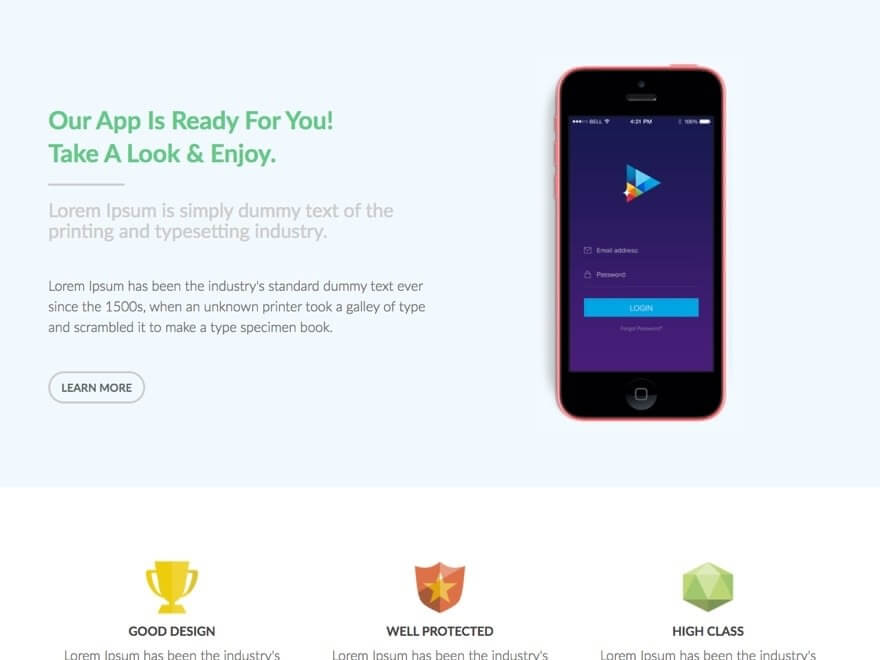 Our App Is Ready For You!
Take A Look & Enjoy.
Lorem Ipsum is simply dummy text of the
printing and typesetting industry.
Lorem Ipsum has been the industry's standard dummy text ever
since the 1500s, when an unknown printer took a galley of type
and scrambled it to make a type specimen book.
LEARN MORE
BELL 4:21 PM 100%
Email address
Password
LOGIN
Forgot Password?
GOOD DESIGN WELL PROTECTED HIGH CLASS
Lorem Ipsum has been the industry's Lorem Ipsum has been the industry's Lorem Ipsum has been the industry's